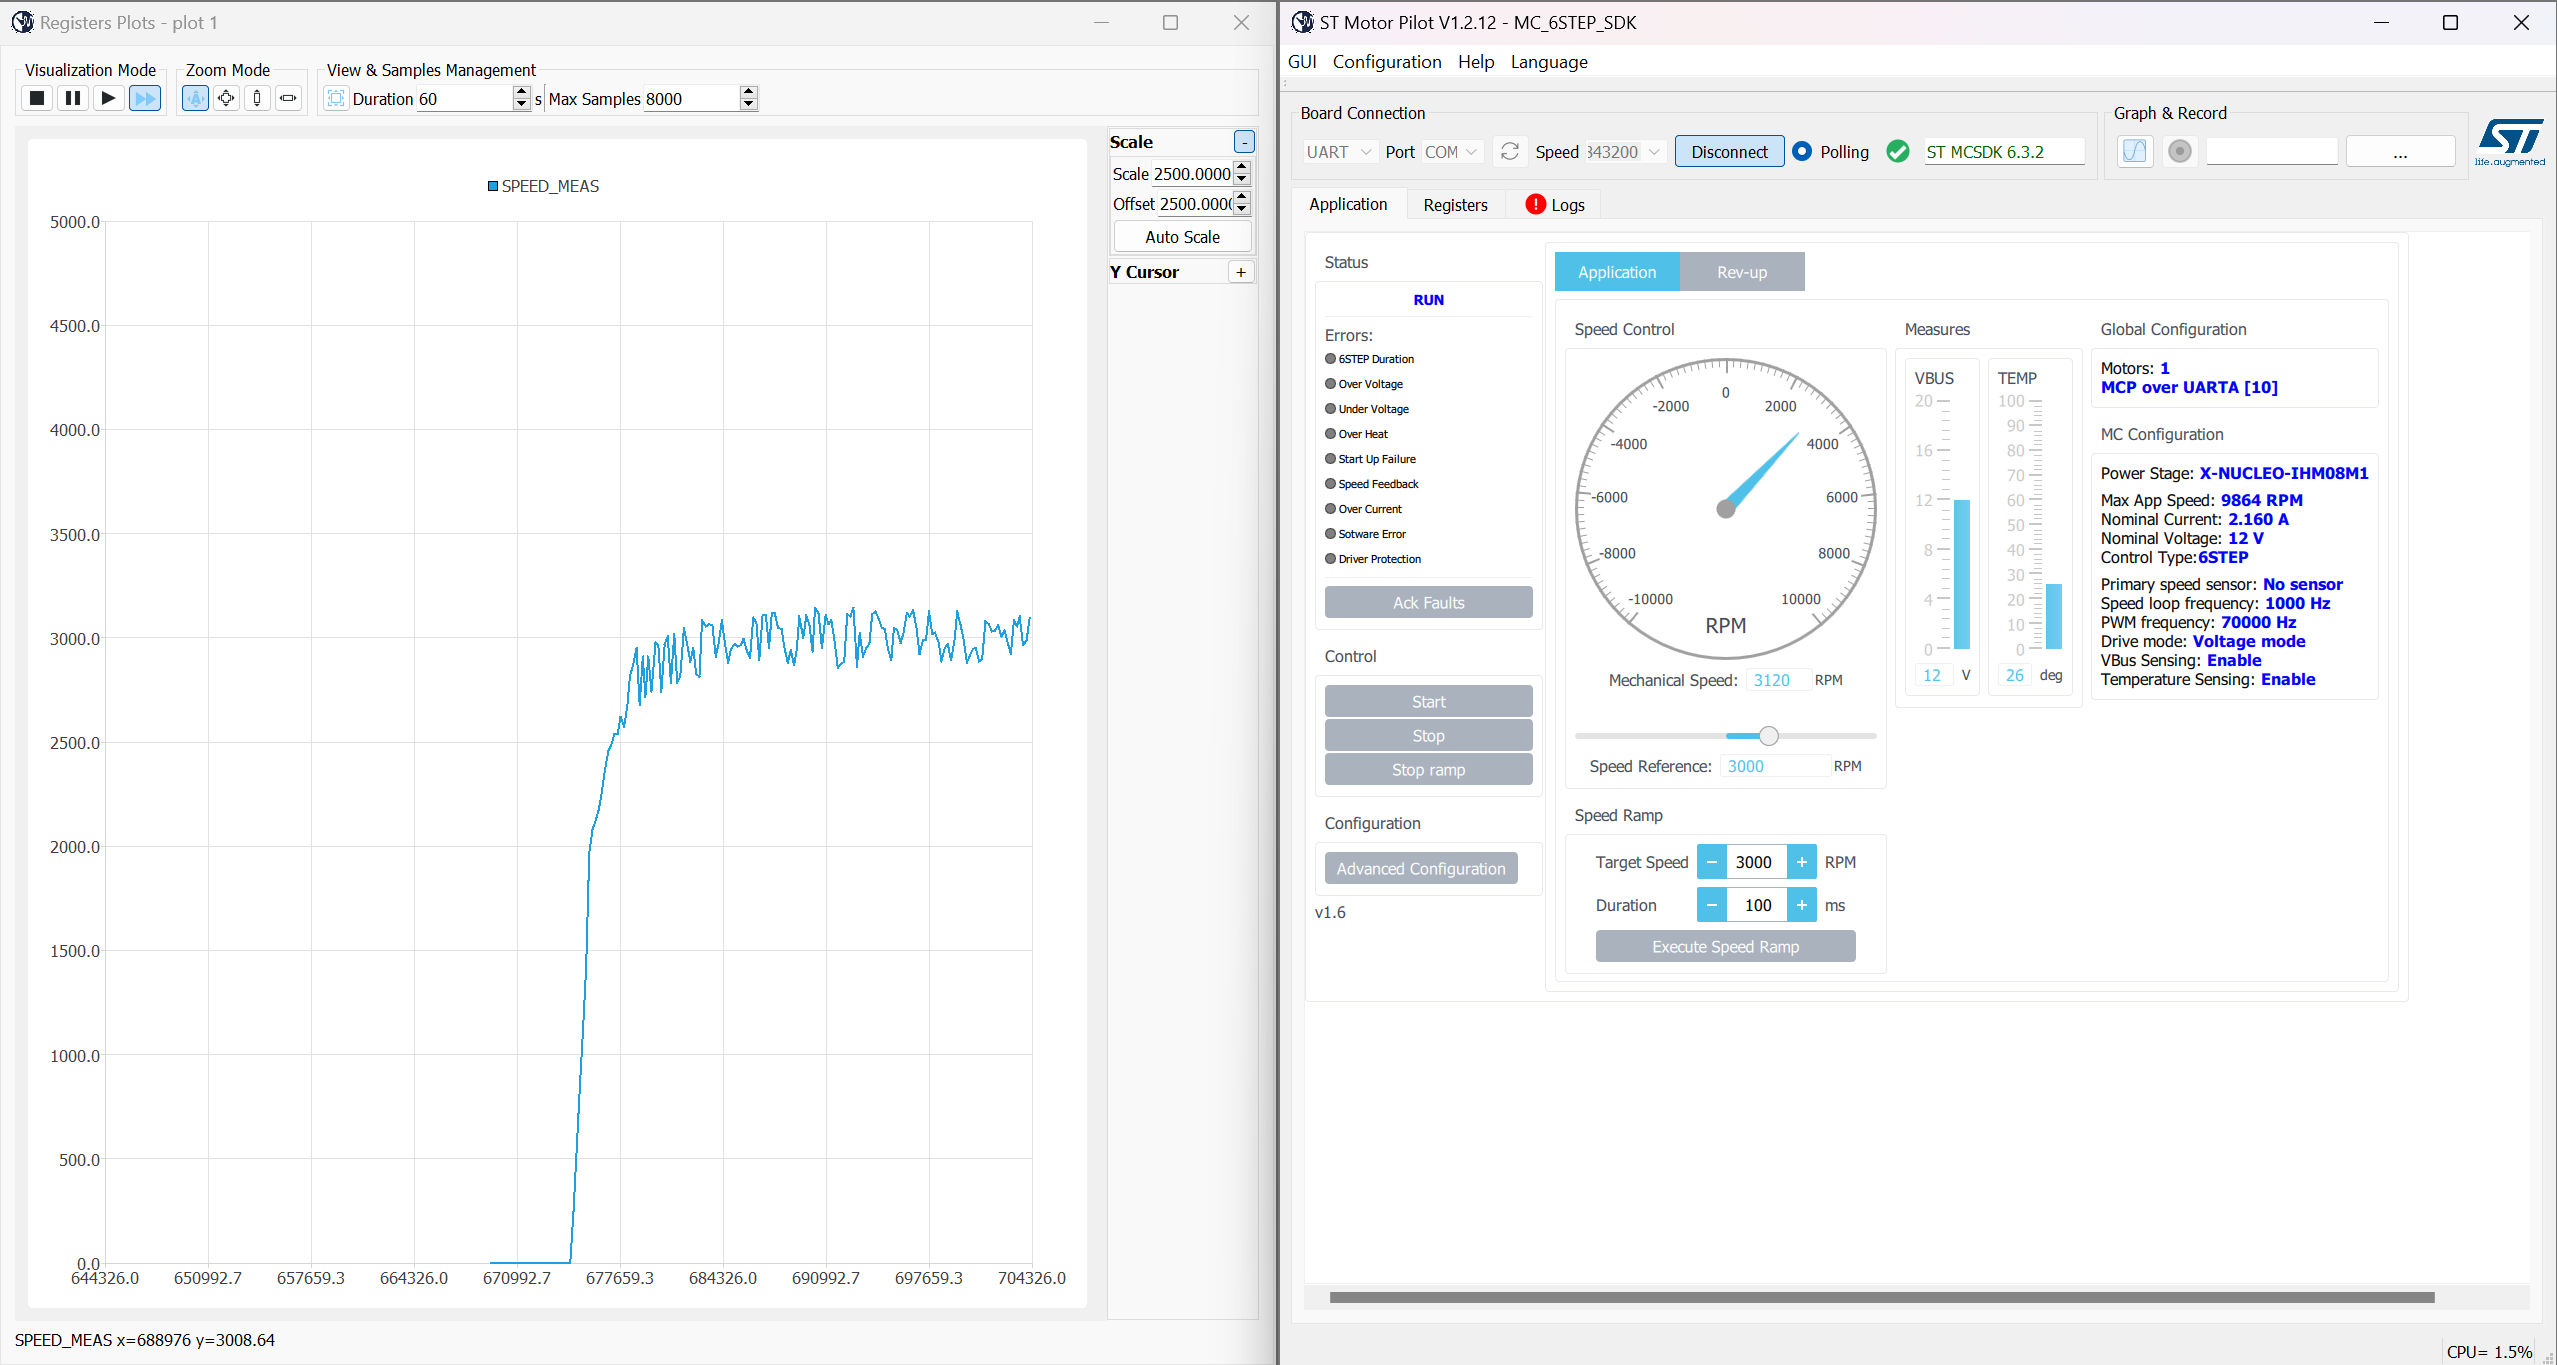 Registers Plots - plot 1
Visualization Mode
Zoom Mode
View & Samples Management
Duration 60 s Max Samples 8000
Scale -
Scale 2500.0000
Offset 2500.000
Auto Scale
Y Cursor +
SPEED_MEAS
5000.0
4500.0
4000.0
3500.0
3000.0
2500.0
2000.0
1500.0
1000.0
500.0
0.0
644326.0 650992.7 657659.3 664326.0 670992.7 677659.3 684326.0 690992.7 697659.3 704326.0
SPEED_MEAS x=688976 y=3008.64
ST Motor Pilot V1.2.12 - MC_6STEP_SDK
GUI Configuration Help Language
Board Connection
UART Port COM Speed 843200 Disconnect Polling ST MCSDK 6.3.2
Graph & Record
...
ST
life.augmented
Application Registers Logs
Status
RUN
Errors:
6STEP Duration
Over Voltage
Under Voltage
Over Heat
Start Up Failure
Speed Feedback
Over Current
Sotware Error
Driver Protection
Ack Faults
Control
Start
Stop
Stop ramp
Configuration
Advanced Configuration
v1.6
Application Rev-up
Speed Control
0
-2000 2000
-4000 4000
-6000 6000
-8000 8000
-10000 10000
RPM
Mechanical Speed: 3120 RPM
Speed Reference: 3000 RPM
Speed Ramp
Target Speed − 3000 + RPM
Duration − 100 + ms
Execute Speed Ramp
Measures
VBUS
20
16
12
8
4
0
12 V
TEMP
100
90
80
70
60
50
40
30
20
10
0
26 deg
Global Configuration
Motors: 1
MCP over UARTA [10]
MC Configuration
Power Stage: X-NUCLEO-IHM08M1
Max App Speed: 9864 RPM
Nominal Current: 2.160 A
Nominal Voltage: 12 V
Control Type:6STEP
Primary speed sensor: No sensor
Speed loop frequency: 1000 Hz
PWM frequency: 70000 Hz
Drive mode: Voltage mode
VBus Sensing: Enable
Temperature Sensing: Enable
CPU= 1.5%